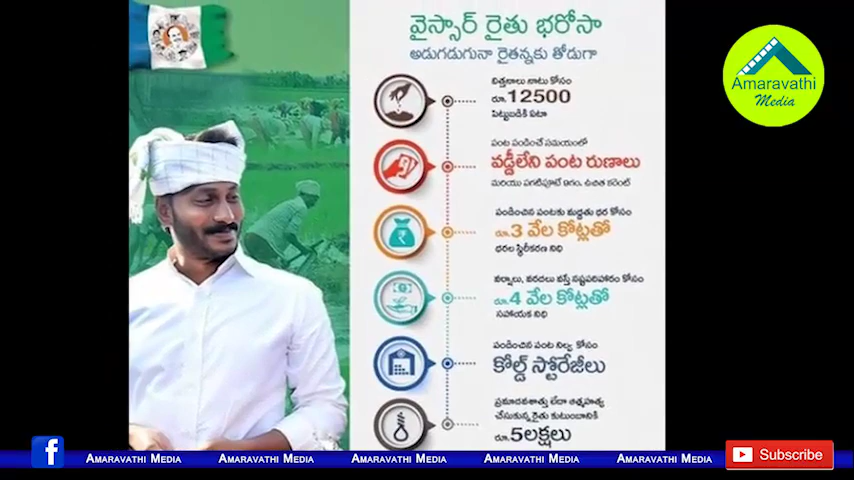 వైస్సార్ రైతు భరోసా
అడుగడుగునా రైతన్నకు తోడుగా
విత్తనాలు నాటు కోసం
రూ.12500
పెట్టుబడికి ఏటా
పంట పండించే సమయంలో
వడ్డీలేని పంట రుణాలు
మరియు పగటిపూటే 9గం. ఉచిత కరెంట్
పండించిన పంటకు మద్దతు ధర కోసం
రూ.3 వేల కోట్లతో
ధరల స్థిరీకరణ నిధి
వర్షాలు, వరదలు వస్తే నష్టపరిహారం కోసం
రూ.4 వేల కోట్లతో
సహాయక నిధి
పండించిన పంట నిల్వ కోసం
కోల్డ్ స్టోరేజీలు
ప్రమాదవశాత్తు లేదా ఆత్మహత్య
చేసుకున్న రైతు కుటుంబానికి
రూ.5లక్షలు
Amaravathi
Media
f
Amaravathi Media
Amaravathi Media
Amaravathi Media
Amaravathi Media
Amaravathi Media
Subscribe